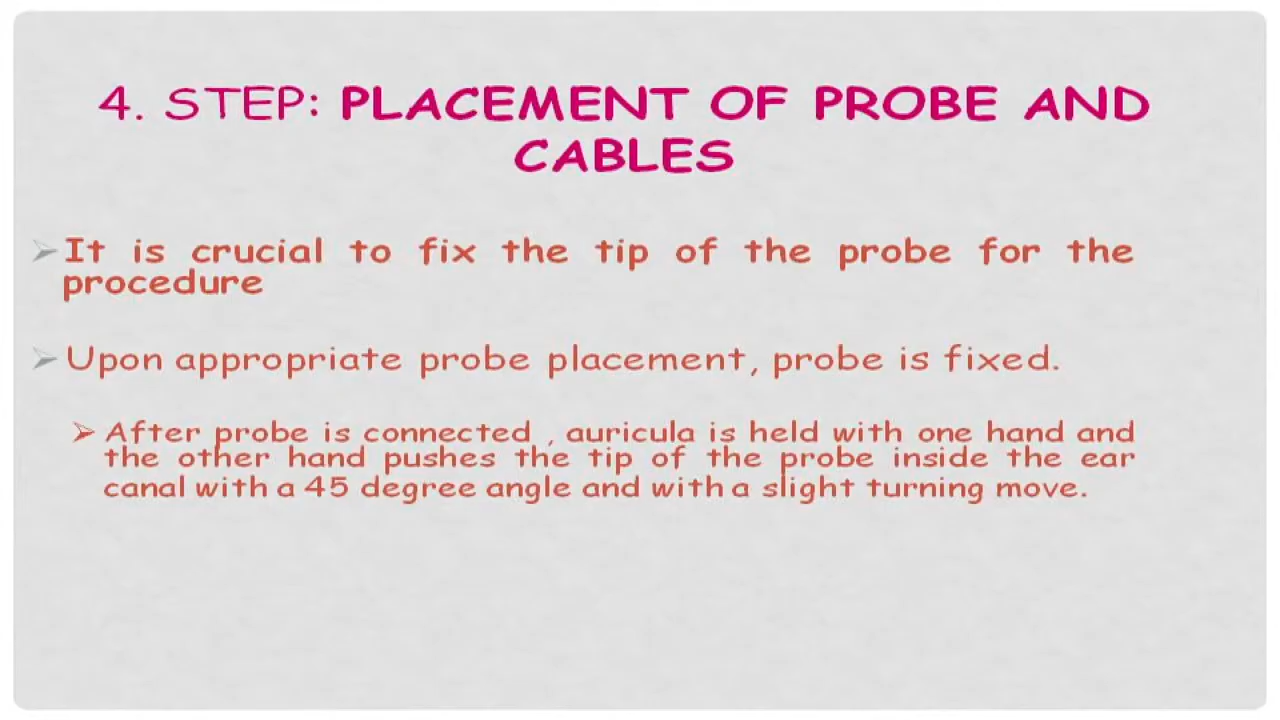 4. STEP: PLACEMENT OF PROBE AND
CABLES
It is crucial to fix the tip of the probe for the
procedure
Upon appropriate probe placement, probe is fixed.
After probe is connected , auricula is held with one hand and
the other hand pushes the tip of the probe inside the ear
canal with a 45 degree angle and with a slight turning move.